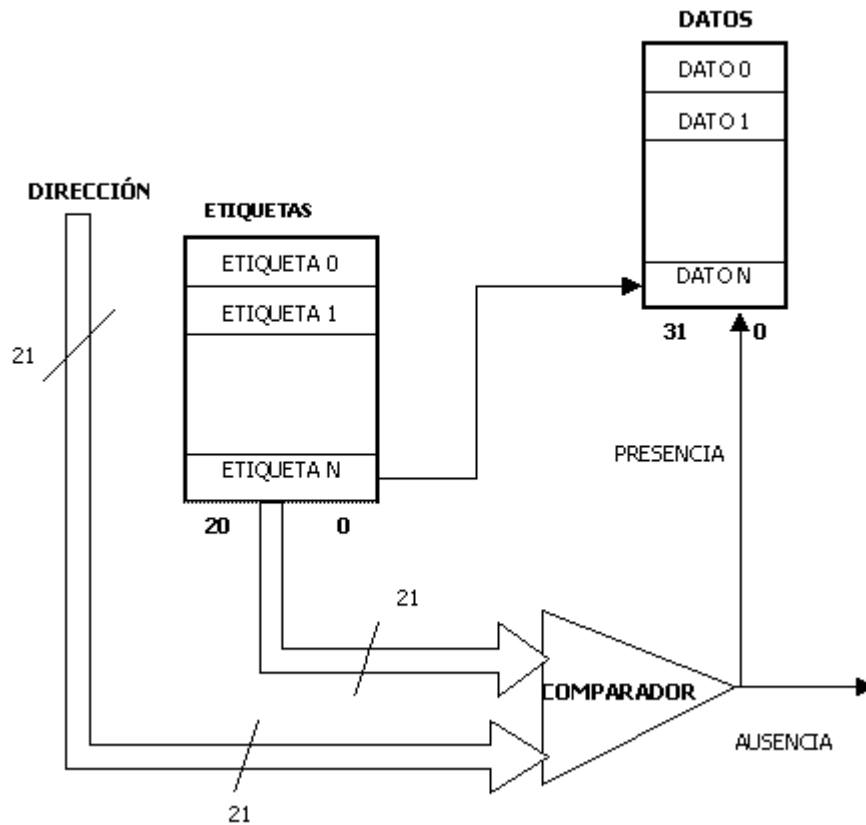 DATOS
DATO 0
DATO 1
DATO N
31 0
DIRECCIÓN
21
ETIQUETAS
ETIQUETA 0
ETIQUETA 1
ETIQUETA N
20 0
PRESENCIA
21
COMPARADOR
AUSENCIA
21